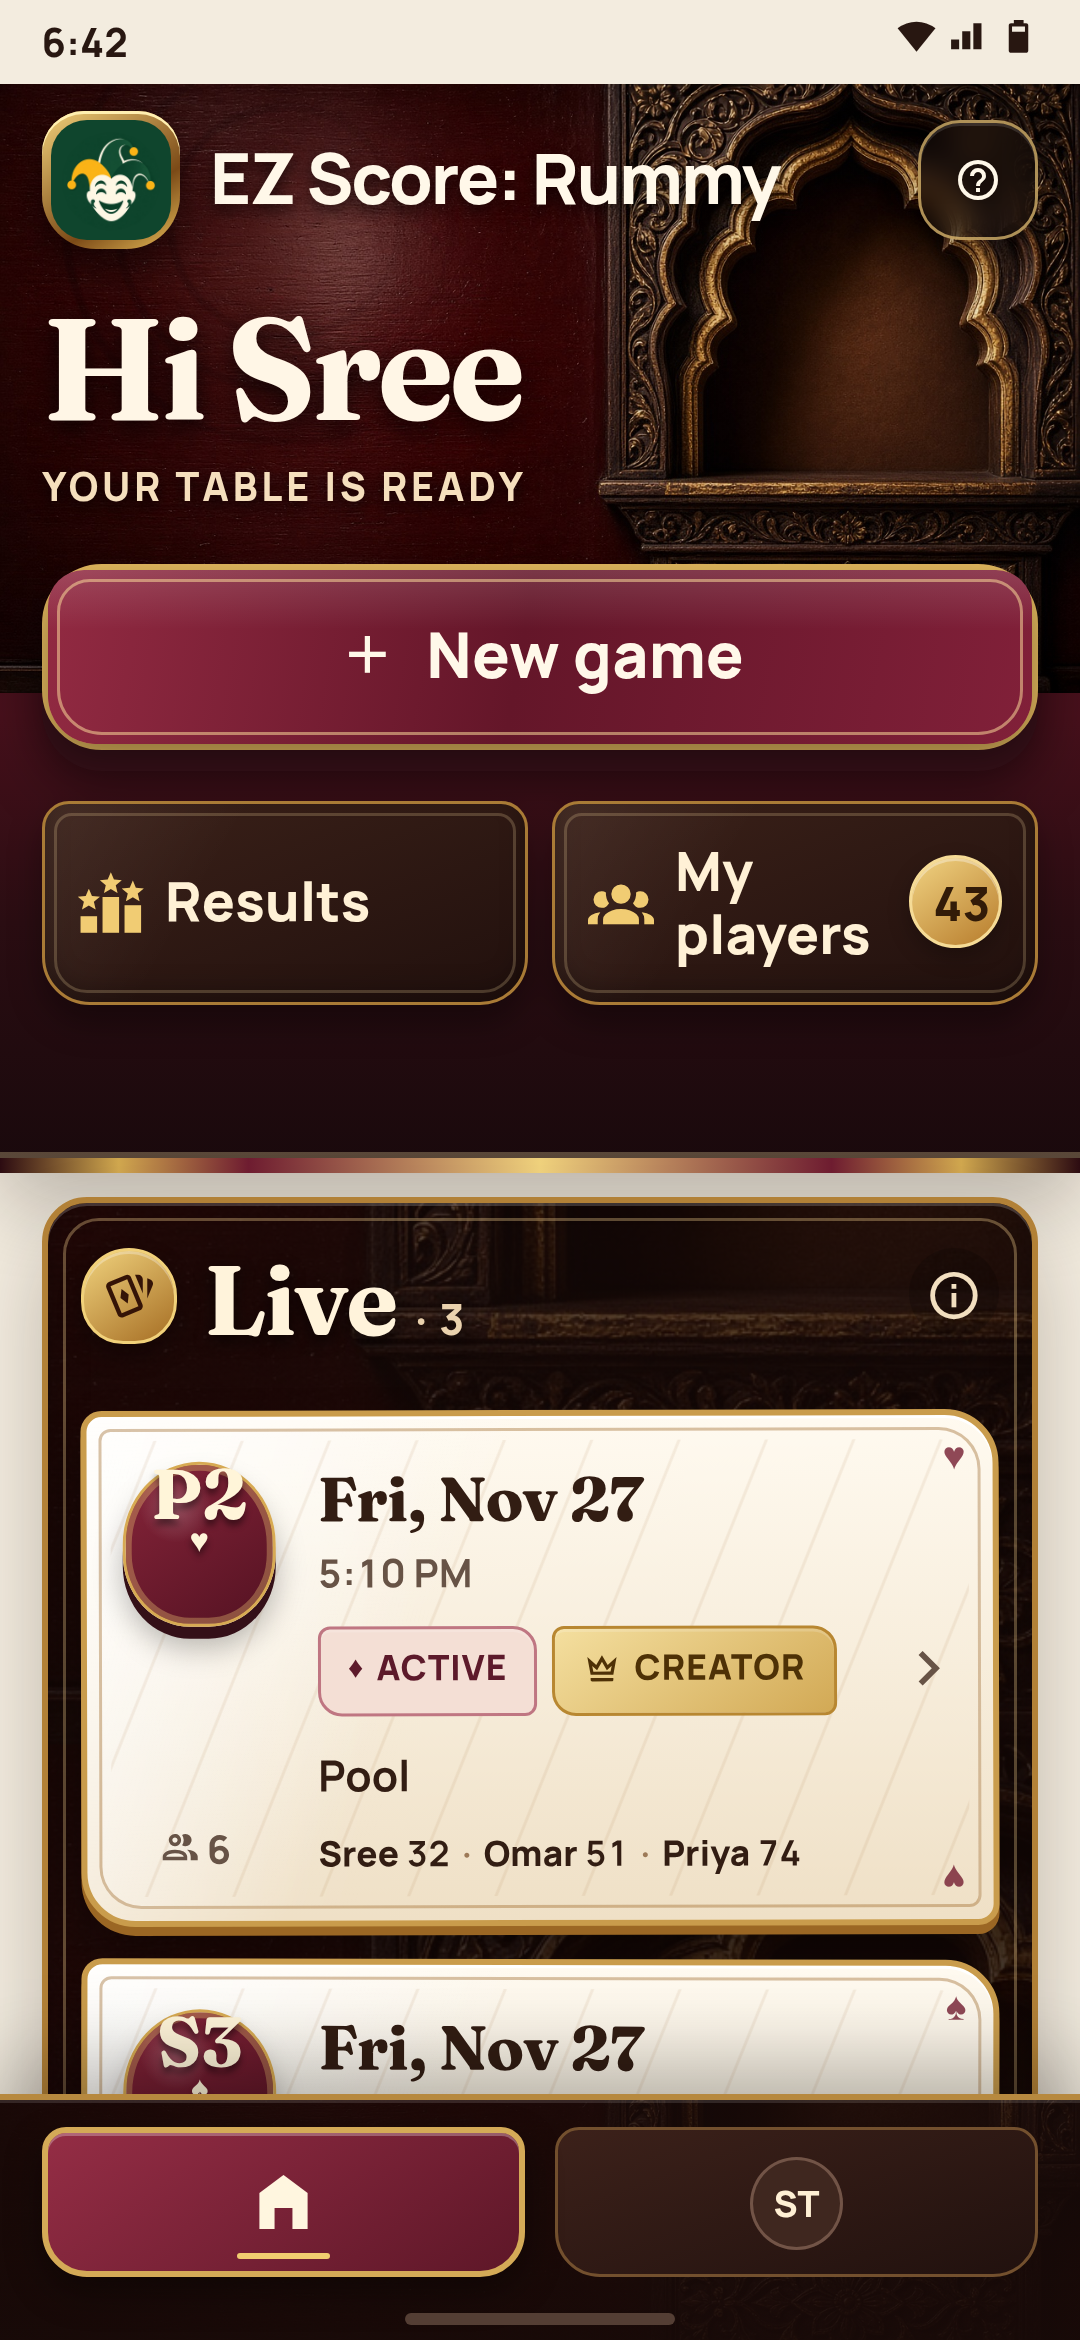 6:42
EZ Score: Rummy
Hi Sree
YOUR TABLE IS READY
+ New game
Results
My
players
43
Live · 3
P2
♥
Fri, Nov 27
♥
5:10 PM
♦ ACTIVE
CREATOR
Pool
6
Sree 32 · Omar 51 · Priya 74
♥
S3
♠
Fri, Nov 27
♠
ST